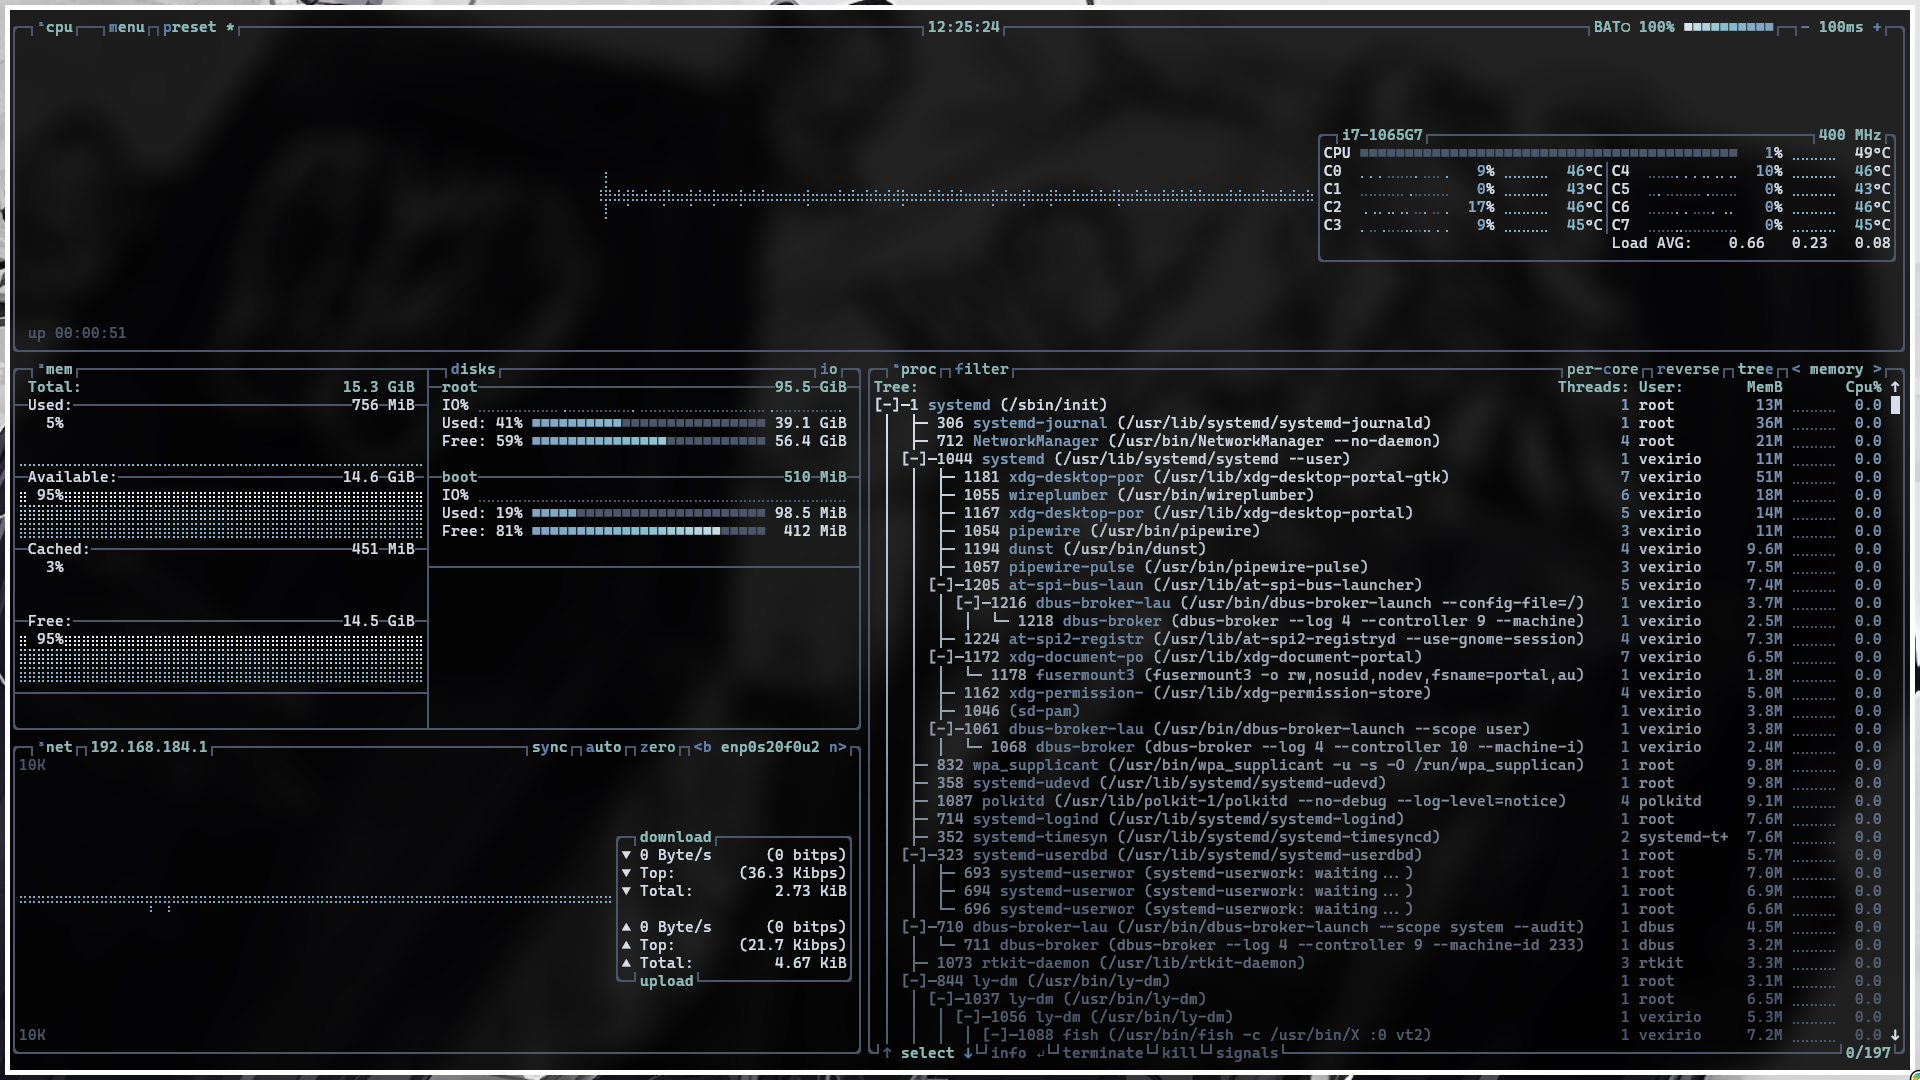 ¹cpu menu preset * 12:25:24 BAT○ 100% ■■■■■■■■■■ - 100ms +
i7-1065G7 400 MHz
CPU 1% 49°C
C0 9% 46°C C4 10% 46°C
C1 0% 43°C C5 0% 43°C
C2 17% 46°C C6 0% 46°C
C3 9% 45°C C7 0% 45°C
Load AVG: 0.66 0.23 0.08
up 00:00:51
²mem disks io
Total: 15.3 GiB
Used: 756 MiB
5%
Available: 14.6 GiB
95%
Cached: 451 MiB
3%
Free: 14.5 GiB
95%
root 95.5 GiB
IO%
Used: 41% 39.1 GiB
Free: 59% 56.4 GiB
boot 510 MiB
IO%
Used: 19% 98.5 MiB
Free: 81% 412 MiB
³net 192.168.184.1 sync auto zero <b enp0s20f0u2 n>
10K
download
▼ 0 Byte/s (0 bitps)
▼ Top: (36.3 Kibps)
▼ Total: 2.73 KiB
▲ 0 Byte/s (0 bitps)
▲ Top: (21.7 Kibps)
▲ Total: 4.67 KiB
upload
10K
⁴proc filter per-core reverse tree < memory >
Tree: Threads: User: MemB Cpu% ↑
[-]─1 systemd (/sbin/init) 1 root 13M 0.0
306 systemd-journal (/usr/lib/systemd/systemd-journald) 1 root 36M 0.0
712 NetworkManager (/usr/bin/NetworkManager --no-daemon) 4 root 21M 0.0
[-]─1044 systemd (/usr/lib/systemd/systemd --user) 1 vexirio 11M 0.0
1181 xdg-desktop-por (/usr/lib/xdg-desktop-portal-gtk) 7 vexirio 51M 0.0
1055 wireplumber (/usr/bin/wireplumber) 6 vexirio 18M 0.0
1167 xdg-desktop-por (/usr/lib/xdg-desktop-portal) 5 vexirio 14M 0.0
1054 pipewire (/usr/bin/pipewire) 3 vexirio 11M 0.0
1194 dunst (/usr/bin/dunst) 4 vexirio 9.6M 0.0
1057 pipewire-pulse (/usr/bin/pipewire-pulse) 3 vexirio 7.5M 0.0
[-]─1205 at-spi-bus-laun (/usr/lib/at-spi-bus-launcher) 5 vexirio 7.4M 0.0
[-]─1216 dbus-broker-lau (/usr/bin/dbus-broker-launch --config-file=/) 1 vexirio 3.7M 0.0
1218 dbus-broker (dbus-broker --log 4 --controller 9 --machine) 1 vexirio 2.5M 0.0
1224 at-spi2-registr (/usr/lib/at-spi2-registryd --use-gnome-session) 4 vexirio 7.3M 0.0
[-]─1172 xdg-document-po (/usr/lib/xdg-document-portal) 7 vexirio 6.5M 0.0
1178 fusermount3 (fusermount3 -o rw,nosuid,nodev,fsname=portal,au) 1 vexirio 1.8M 0.0
1162 xdg-permission- (/usr/lib/xdg-permission-store) 4 vexirio 5.0M 0.0
1046 (sd-pam) 1 vexirio 3.8M 0.0
[-]─1061 dbus-broker-lau (/usr/bin/dbus-broker-launch --scope user) 1 vexirio 3.8M 0.0
1068 dbus-broker (dbus-broker --log 4 --controller 10 --machine-i) 1 vexirio 2.4M 0.0
832 wpa_supplicant (/usr/bin/wpa_supplicant -u -s -O /run/wpa_supplican) 1 root 9.8M 0.0
358 systemd-udevd (/usr/lib/systemd/systemd-udevd) 1 root 9.8M 0.0
1087 polkitd (/usr/lib/polkit-1/polkitd --no-debug --log-level=notice) 4 polkitd 9.1M 0.0
714 systemd-logind (/usr/lib/systemd/systemd-logind) 1 root 7.6M 0.0
352 systemd-timesyn (/usr/lib/systemd/systemd-timesyncd) 2 systemd-t+ 7.6M 0.0
[-]─323 systemd-userdbd (/usr/lib/systemd/systemd-userdbd) 1 root 5.7M 0.0
693 systemd-userwor (systemd-userwork: waiting...) 1 root 7.0M 0.0
694 systemd-userwor (systemd-userwork: waiting...) 1 root 6.9M 0.0
696 systemd-userwor (systemd-userwork: waiting...) 1 root 6.6M 0.0
[-]─710 dbus-broker-lau (/usr/bin/dbus-broker-launch --scope system --audit) 1 dbus 4.5M 0.0
711 dbus-broker (dbus-broker --log 4 --controller 9 --machine-id 233) 1 dbus 3.2M 0.0
1073 rtkit-daemon (/usr/lib/rtkit-daemon) 3 rtkit 3.3M 0.0
[-]─844 ly-dm (/usr/bin/ly-dm) 1 root 3.1M 0.0
[-]─1037 ly-dm (/usr/bin/ly-dm) 1 root 6.5M 0.0
[-]─1056 ly-dm (/usr/bin/ly-dm) 1 vexirio 5.3M 0.0
[-]─1088 fish (/usr/bin/fish -c /usr/bin/X :0 vt2) 1 vexirio 7.2M 0.0 ↓
↑ select ↓ info ↲ terminate kill signals 0/197